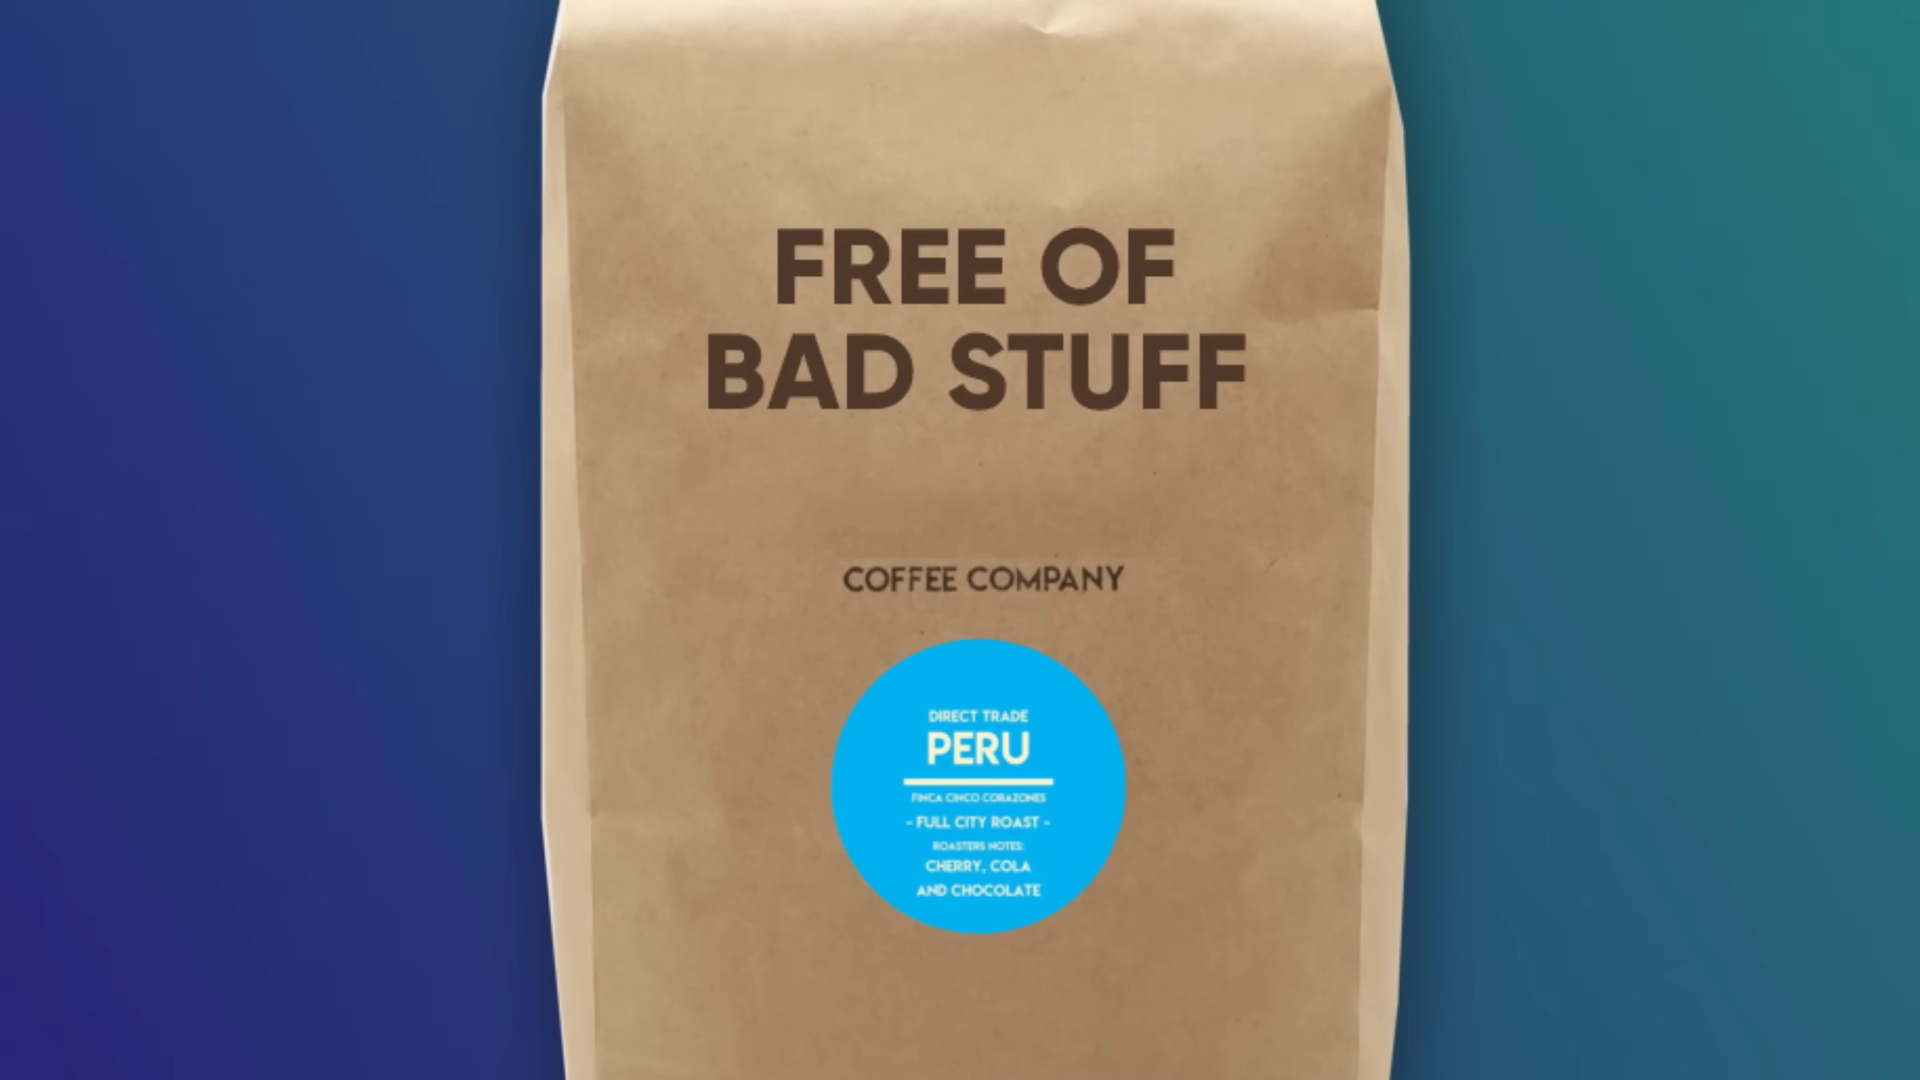 FREE OF
BAD STUFF
COFFEE COMPANY
DIRECT TRADE
PERU
FINCA CINCO CORAZONES
- FULL CITY ROAST -
ROASTERS NOTES:
CHERRY, COLA
AND CHOCOLATE